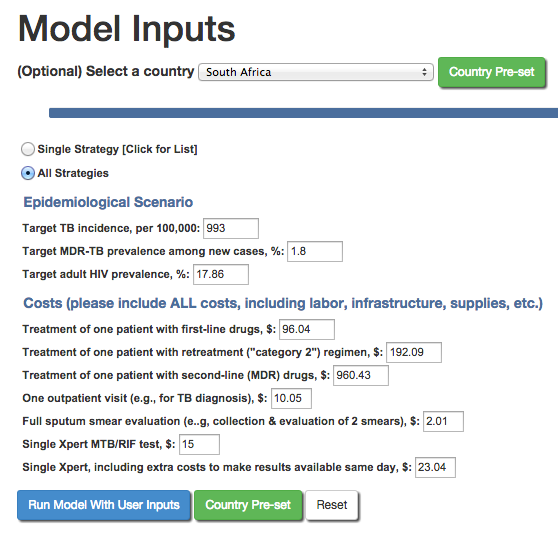 Model Inputs
(Optional) Select a country South Africa Country Pre-set
Single Strategy [Click for List]
All Strategies
Epidemiological Scenario
Target TB incidence, per 100,000: 993
Target MDR-TB prevalence among new cases, %: 1.8
Target adult HIV prevalence, %: 17.86
Costs (please include ALL costs, including labor, infrastructure, supplies, etc.)
Treatment of one patient with first-line drugs, $: 96.04
Treatment of one patient with retreatment ("category 2") regimen, $: 192.09
Treatment of one patient with second-line (MDR) drugs, $: 960.43
One outpatient visit (e.g., for TB diagnosis), $: 10.05
Full sputum smear evaluation (e..g, collection & evaluation of 2 smears), $: 2.01
Single Xpert MTB/RIF test, $: 15
Single Xpert, including extra costs to make results available same day, $: 23.04
Run Model With User Inputs Country Pre-set Reset